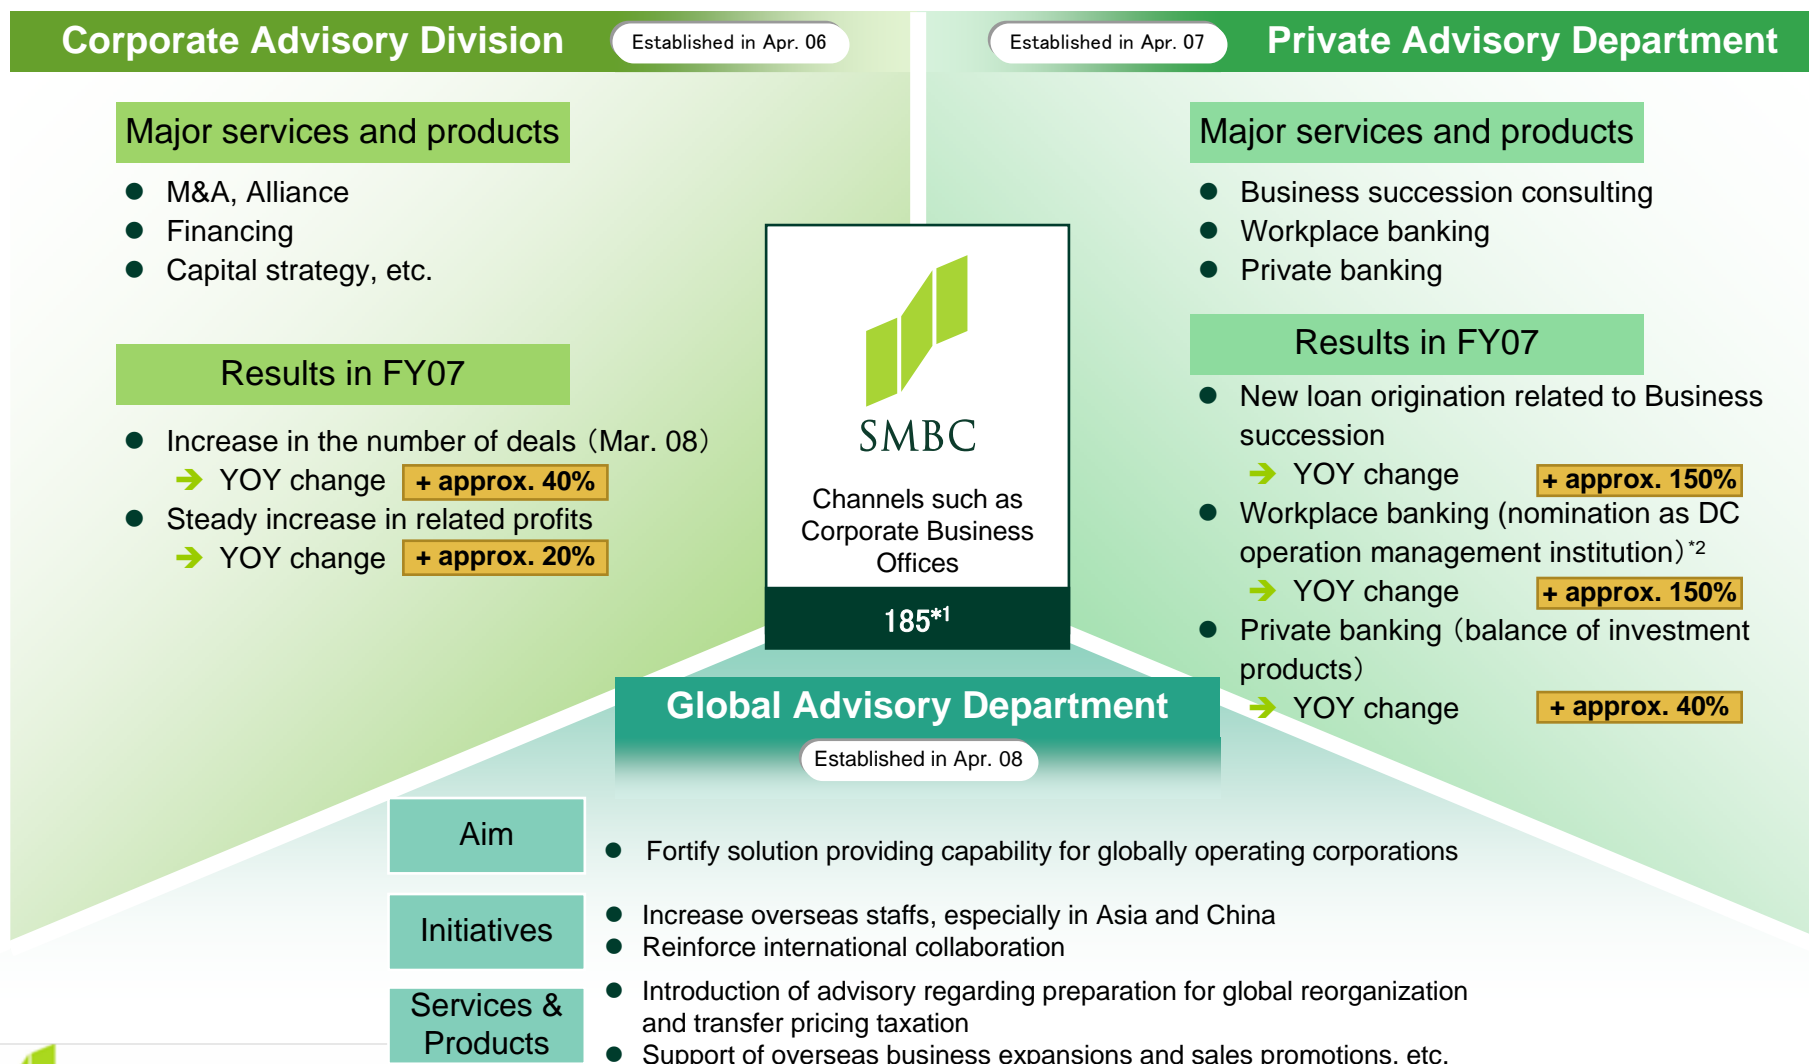 Corporate Advisory Division
Established in Apr. 06
Major services and products
● M&A, Alliance
● Financing
● Capital strategy, etc.
Results in FY07
● Increase in the number of deals（Mar. 08）
➔ YOY change + approx. 40%
● Steady increase in related profits
➔ YOY change + approx. 20%
Established in Apr. 07
Private Advisory Department
Major services and products
● Business succession consulting
● Workplace banking
● Private banking
Results in FY07
● New loan origination related to Business
succession
➔ YOY change + approx. 150%
● Workplace banking (nomination as DC
operation management institution）*2
➔ YOY change + approx. 150%
● Private banking（balance of investment
products）
➔ YOY change + approx. 40%
SMBC
Channels such as
Corporate Business
Offices
185*1
Global Advisory Department
Established in Apr. 08
Aim
● Fortify solution providing capability for globally operating corporations
Initiatives
● Increase overseas staffs, especially in Asia and China
● Reinforce international collaboration
Services &
Products
● Introduction of advisory regarding preparation for global reorganization
and transfer pricing taxation
● Support of overseas business expansions and sales promotions, etc.